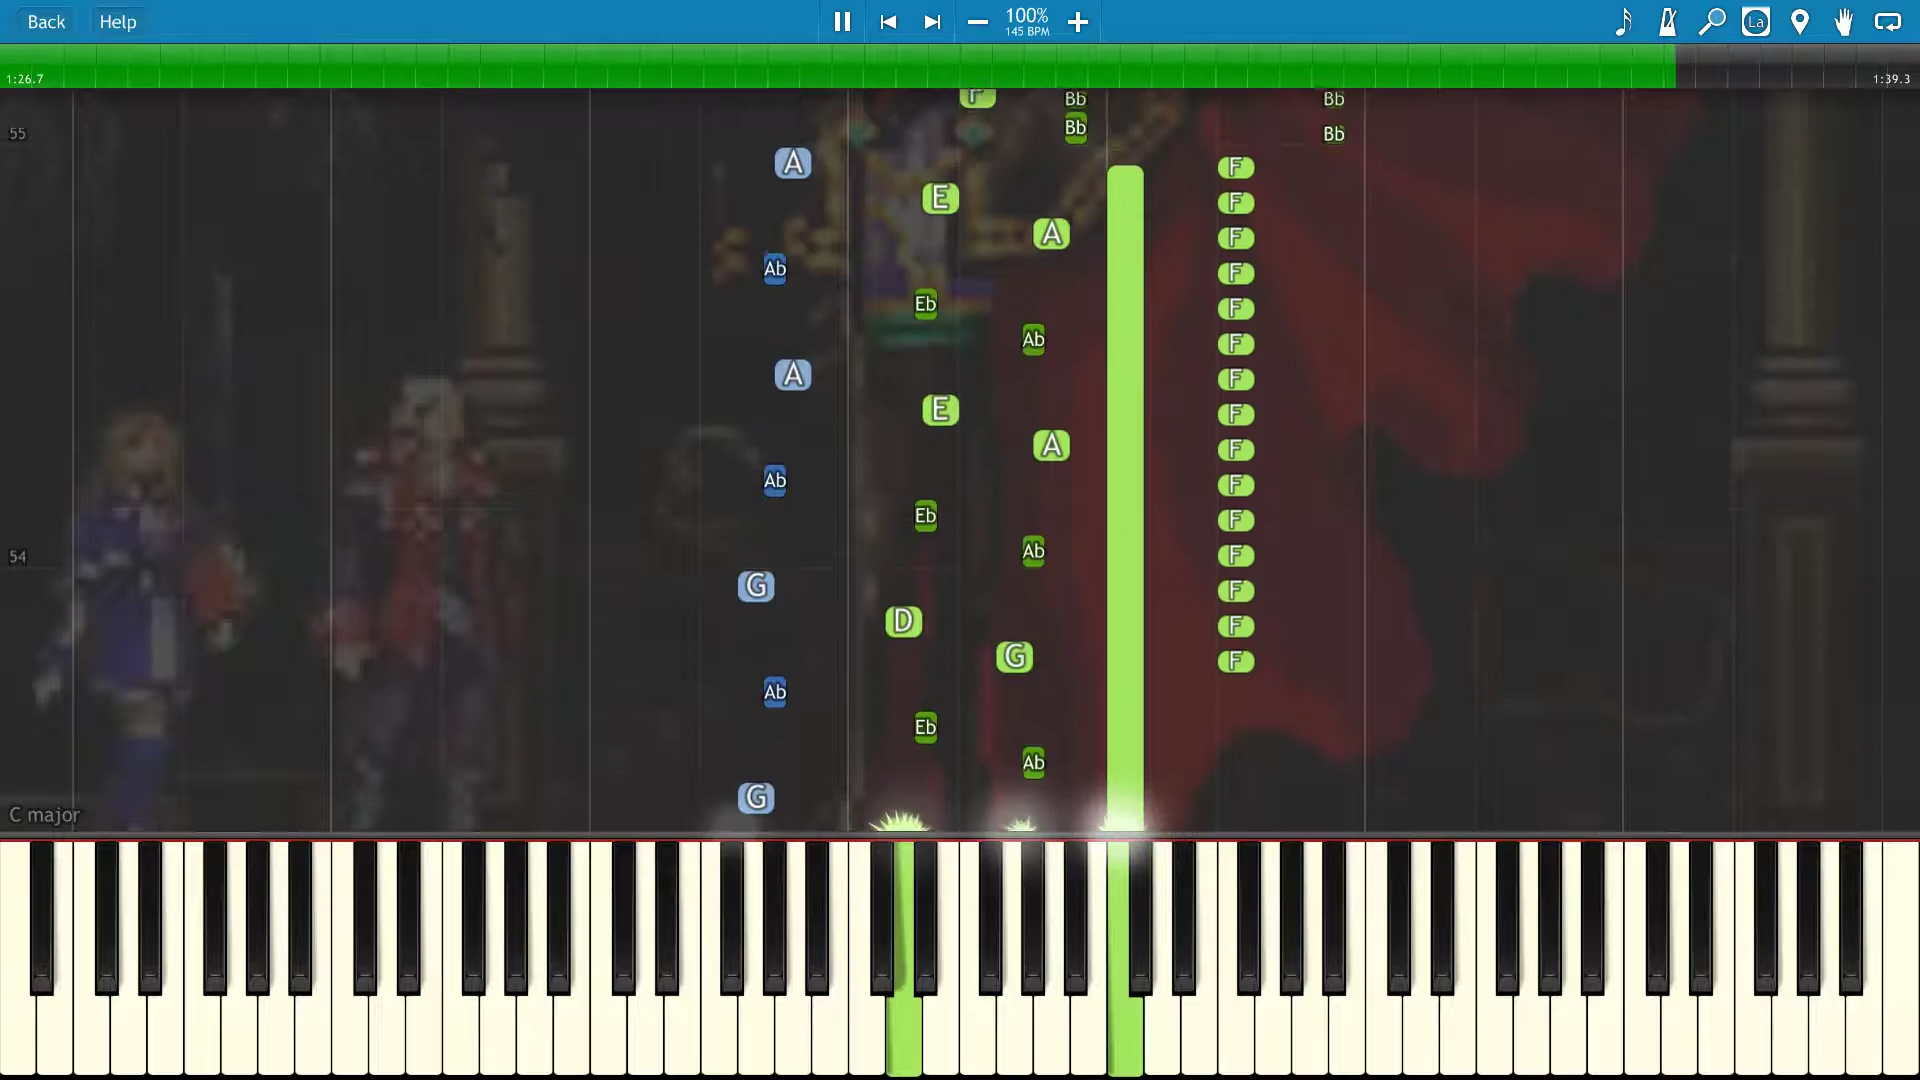 Back Help
100%
145 BPM
La
1:26.7 1:39.3
F Bb Bb
55 Bb Bb
A F
E F
A F
Ab F
Eb F
Ab F
A F
E F
A F
Ab F
Eb F
54 Ab F
G F
D F
G F
Ab
Eb
Ab
G
C major